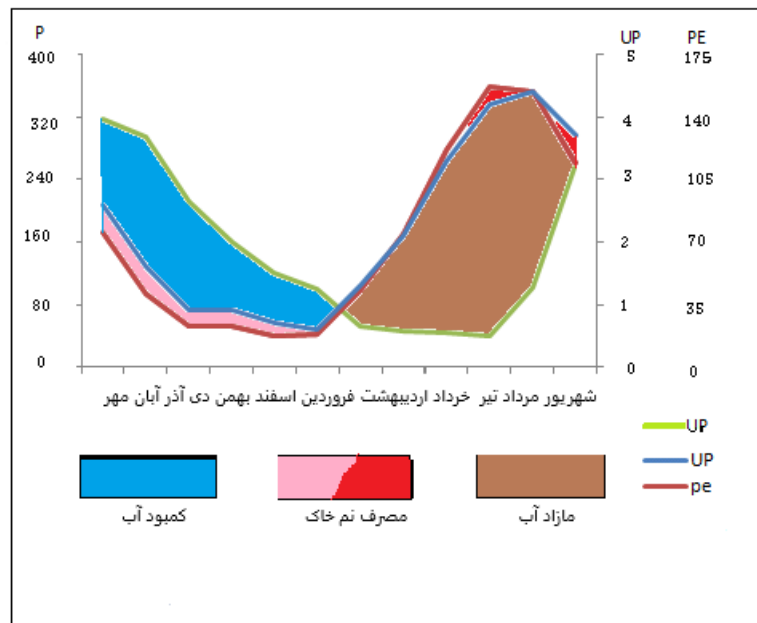 P UP PE
400 5 175
320 4 140
240 3 105
160 2 70
80 1 35
0 0 0
مهر آبان آذر دی بهمن اسفند فروردین اردیبهشت خرداد تیر مرداد شهریور
UP
UP
pe
کمبود آب مصرف نم خاک مازاد آب